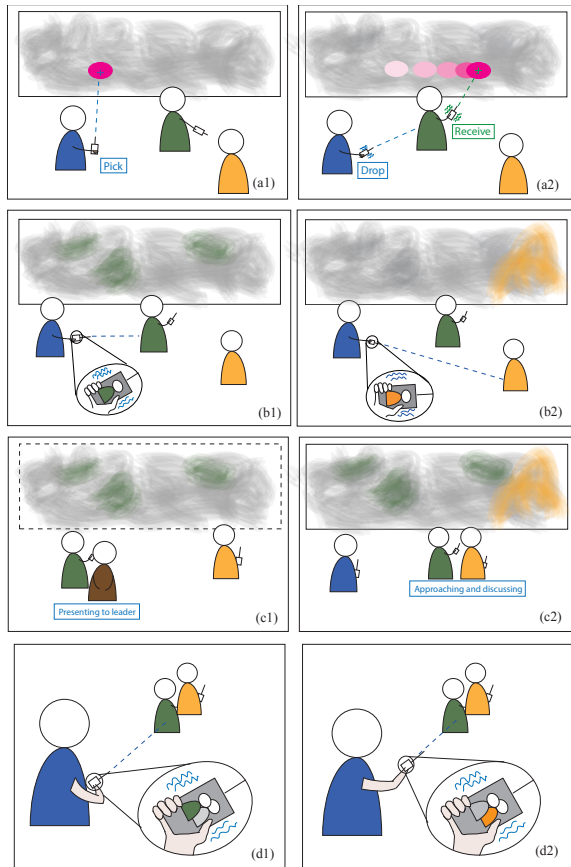 Pick
(a1)
Receive
Drop
(a2)
(b1)
(b2)
Presenting to leader
(c1)
Approaching and discussing
(c2)
(d1)
(d2)